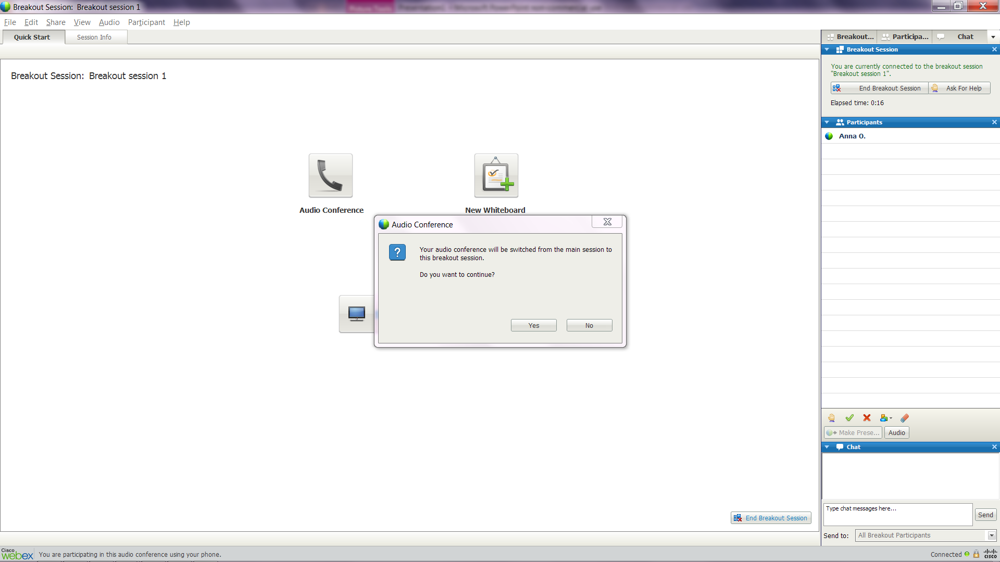 Breakout Session:  Breakout session 1
File Edit Share View Audio Participant Help
Quick Start Session Info
Breakout... Participa... Chat
Breakout Session
Breakout Session:  Breakout session 1
You are currently connected to the breakout session
"Breakout session 1".
End Breakout Session Ask For Help
Elapsed time: 0:16
Participants
Anna O.
Audio Conference New Whiteboard
Audio Conference
?
Your audio conference will be switched from the main session to
this breakout session.
Do you want to continue?
Yes No
Make Prese... Audio
Chat
Type chat messages here...
Send
End Breakout Session
Send to: All Breakout Participants
Cisco
webex
You are participating in this audio conference using your phone.
Connected
CISCO